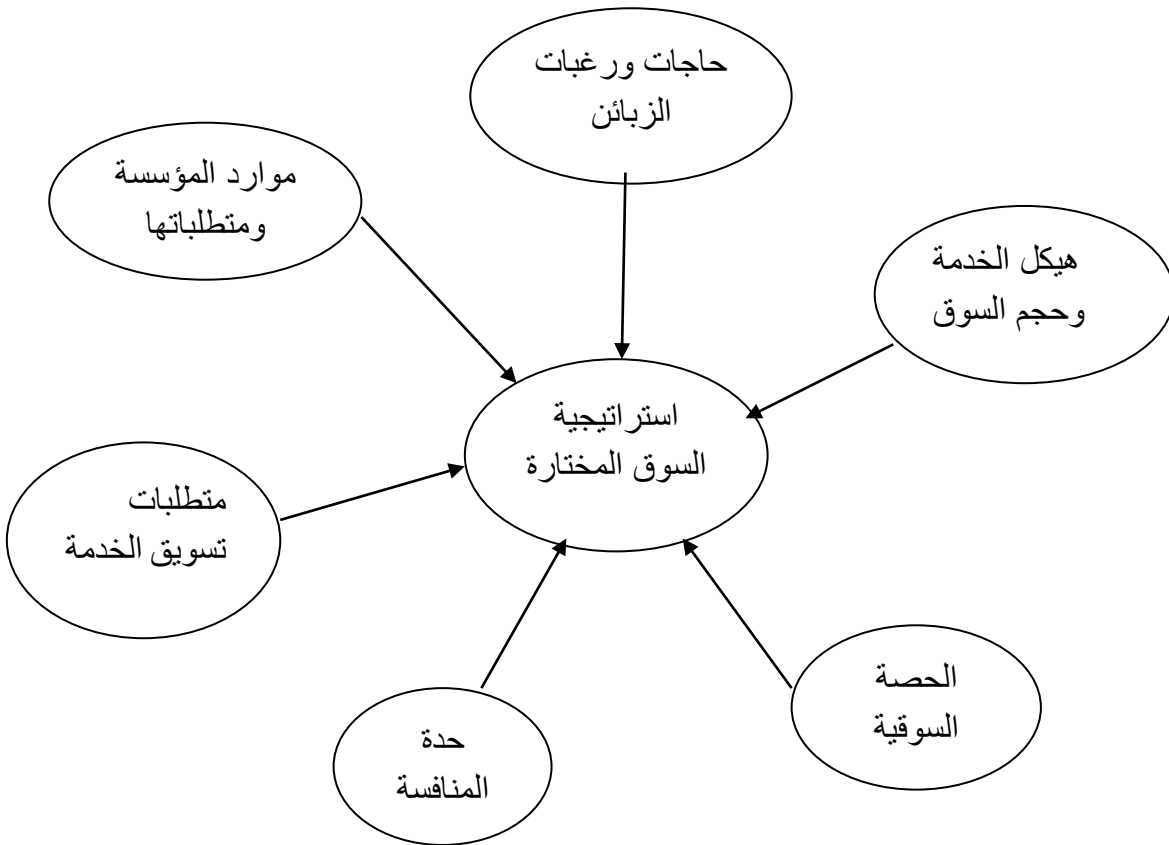 حاجات ورغبات
الزبائن
موارد المؤسسة
ومتطلباتها
هيكل الخدمة
وحجم السوق
استراتيجية
السوق المختارة
متطلبات
تسويق الخدمة
الحصة
السوقية
حدة
المنافسة